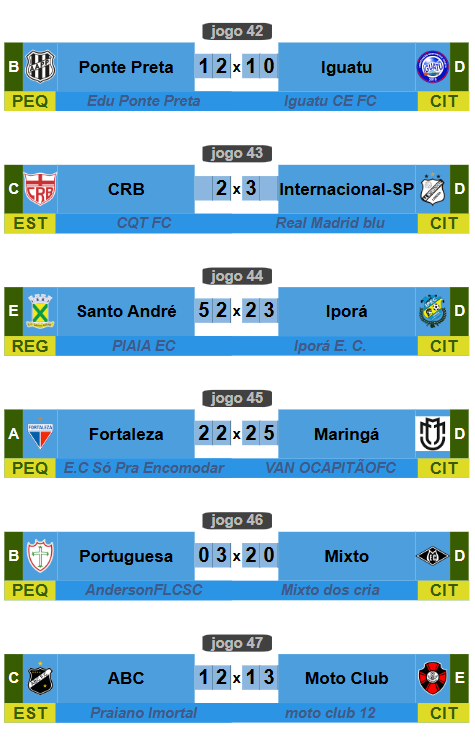 jogo 42
B Ponte Preta 1 2 x 1 0 Iguatu D
PEQ Edu Ponte Preta Iguatu CE FC CIT
jogo 43
C CRB 2 x 3 Internacional-SP D
EST CQT FC Real Madrid blu CIT
jogo 44
E Santo André 5 2 x 2 3 Iporá D
REG PIAIA EC Iporá E. C. CIT
jogo 45
A FORTALEZA Fortaleza 2 2 x 2 5 Maringá D
PEQ E.C Só Pra Encomodar VAN OCAPITÃOFC CIT
jogo 46
B Portuguesa 0 3 x 2 0 Mixto D
PEQ AndersonFLCSC Mixto dos cria CIT
jogo 47
C ABC 1 2 x 1 3 Moto Club E
EST Praiano Imortal moto club 12 CIT